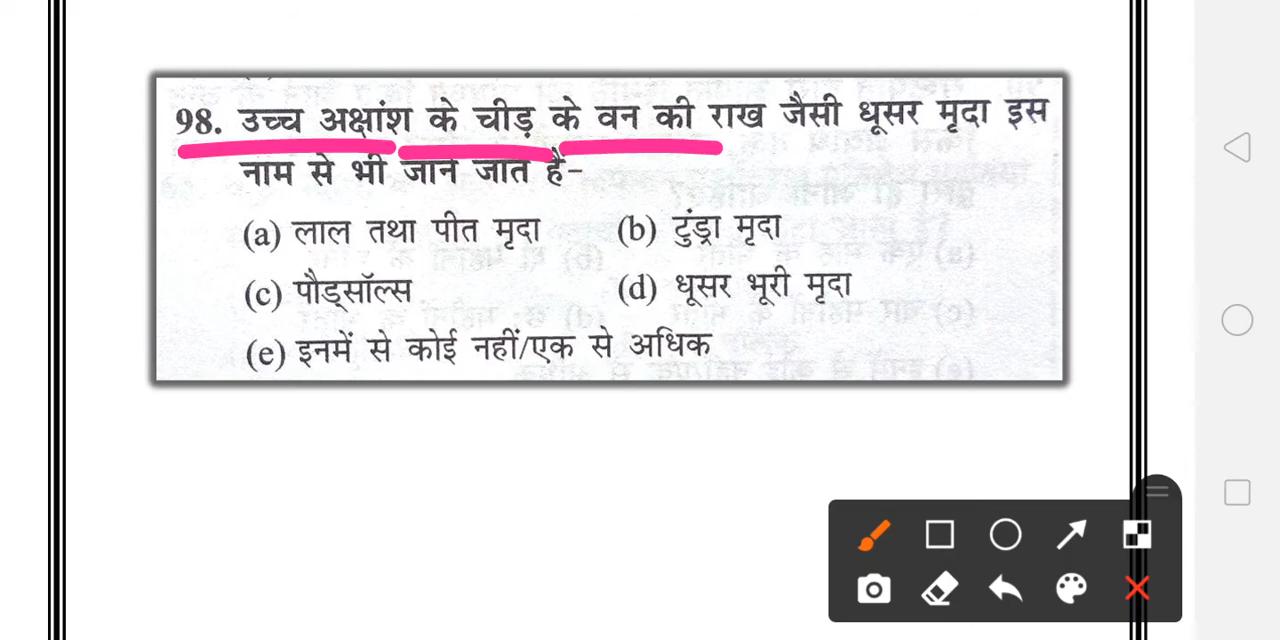 98. उच्च अक्षांश के चीड़ के वन की राख जैसी धूसर मृदा इस
नाम से भी जाने जाते हैं-
(a) लाल तथा पीत मृदा (b) टुंड्रा मृदा
(c) पौड्सॉल्स (d) धूसर भूरी मृदा
(e) इनमें से कोई नहीं/एक से अधिक